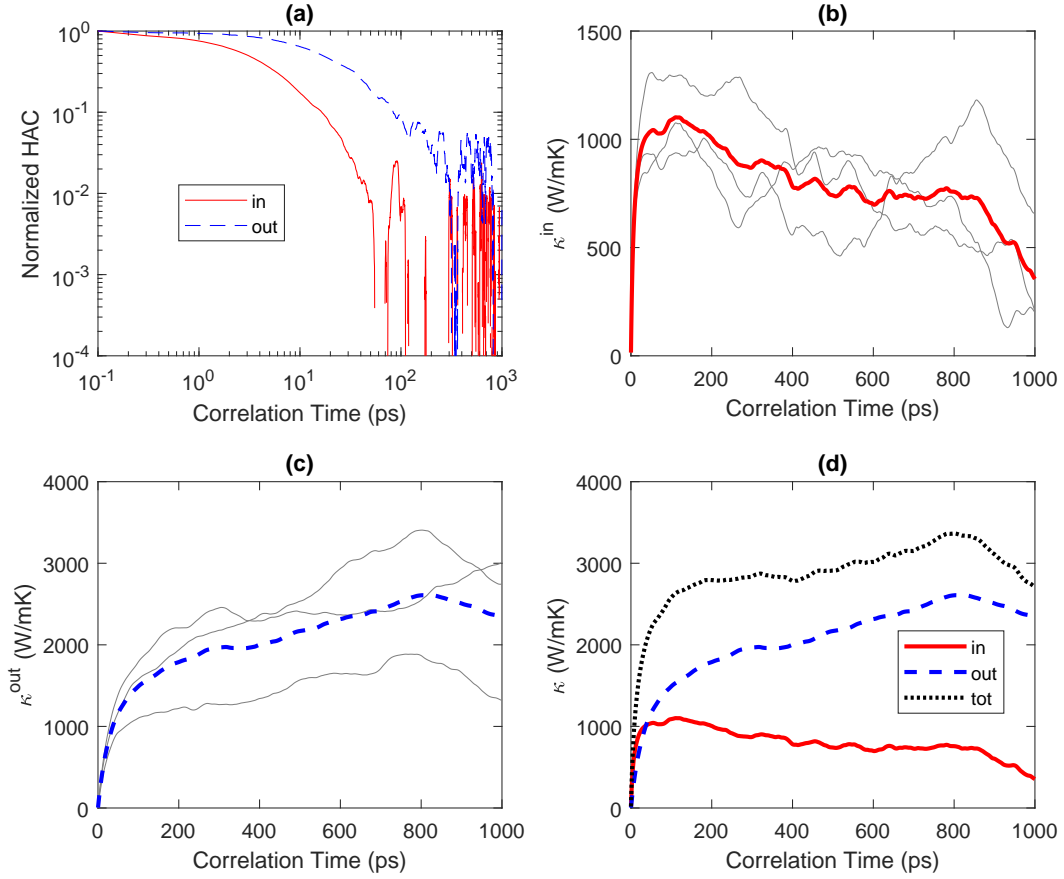 (a)
10^0
10^-1
10^-2
10^-3
10^-4
Normalized HAC
in
out
10^-1
10^0
10^1
10^2
10^3
Correlation Time (ps)
(b)
1500
1000
500
0
κ^in (W/mK)
0
200
400
600
800
1000
Correlation Time (ps)
(c)
4000
3000
2000
1000
0
κ^out (W/mK)
0
200
400
600
800
1000
Correlation Time (ps)
(d)
4000
3000
2000
1000
0
κ (W/mK)
in
out
tot
0
200
400
600
800
1000
Correlation Time (ps)